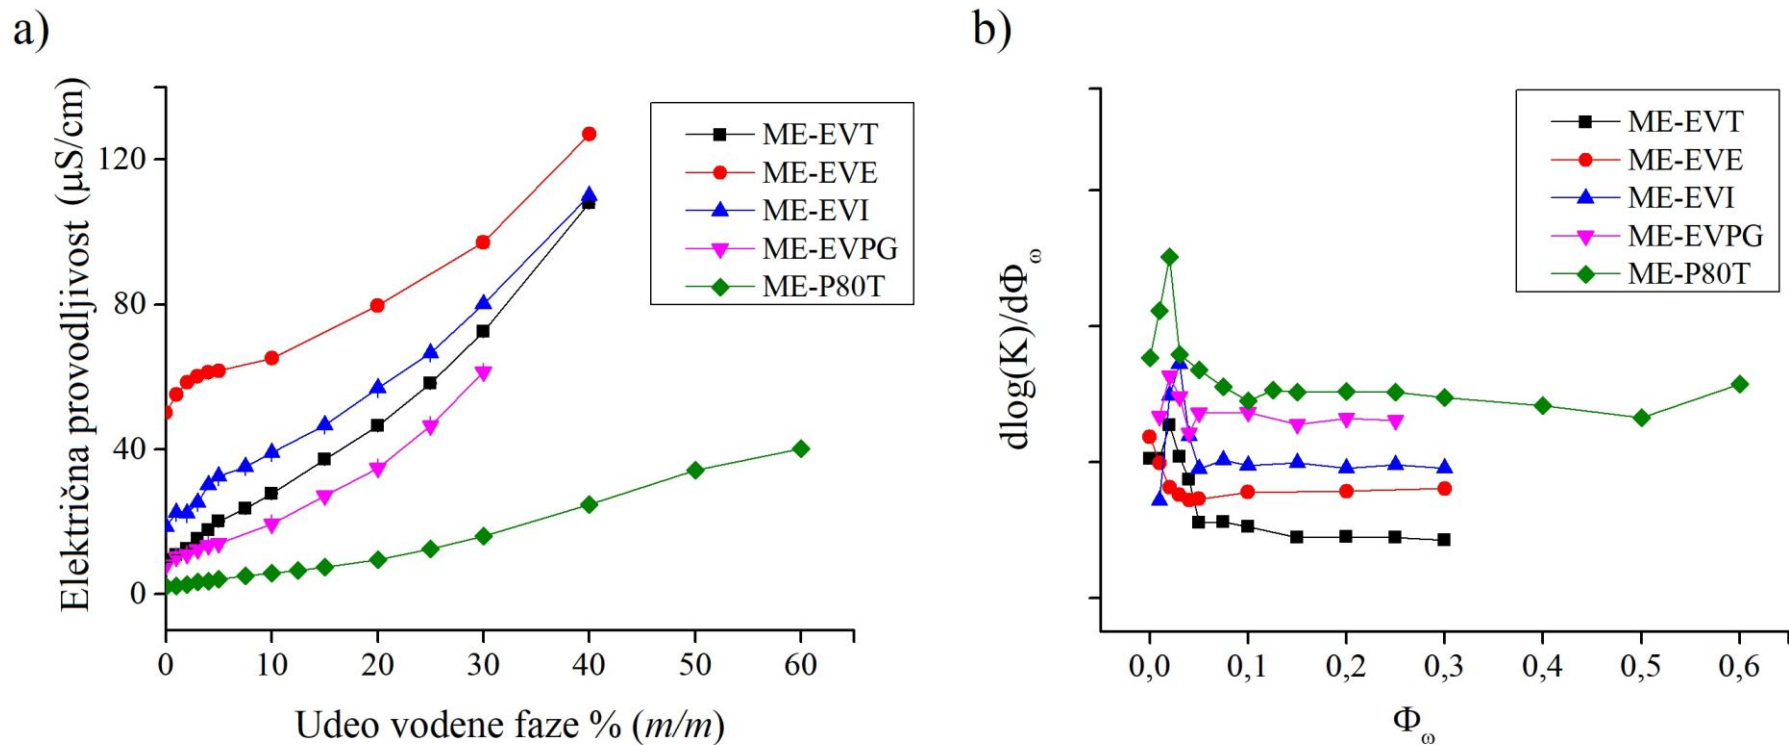 a)
Električna provodljivost (µS/cm)
120
80
40
0
0 10 20 30 40 50 60
Udeo vodene faze % (m/m)
ME-EVT
ME-EVE
ME-EVI
ME-EVPG
ME-P80T
b)
dlog(K)/dΦω
0,0 0,1 0,2 0,3 0,4 0,5 0,6
Φω
ME-EVT
ME-EVE
ME-EVI
ME-EVPG
ME-P80T